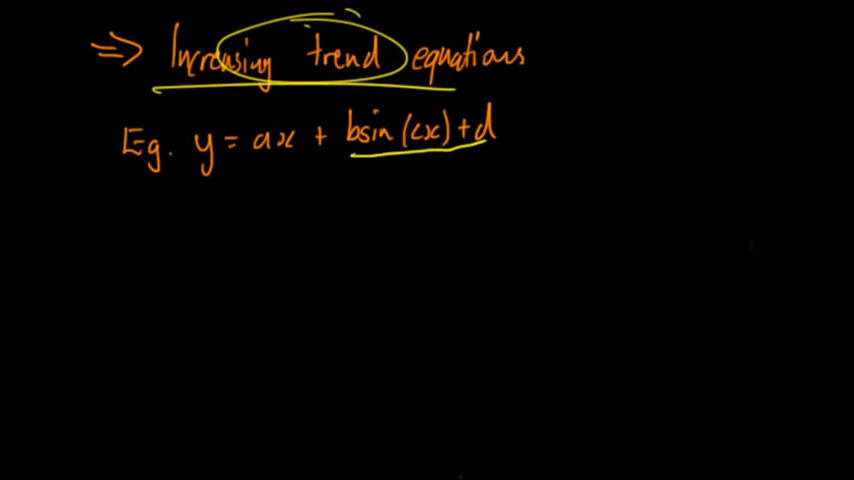 ⇒ Increasing trend equations
Eg. y = ax + bsin(cx) + d